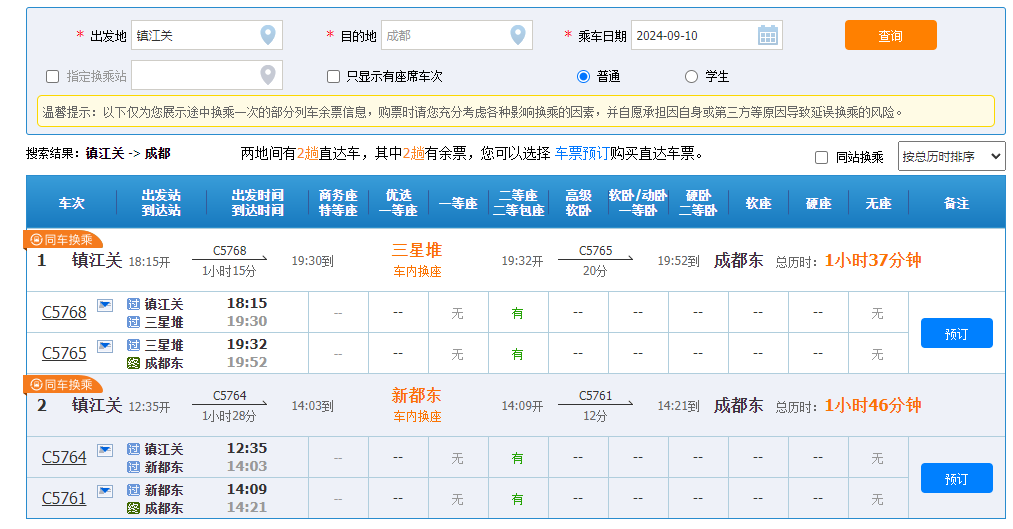 * 出发地 镇江关 * 目的地 成都 * 乘车日期 2024-09-10 查询
指定换乘站 只显示有座席车次 普通 学生
温馨提示：以下仅为您展示途中换乘一次的部分列车余票信息，购票时请您充分考虑各种影响换乘的因素，并自愿承担因自身或第三方等原因导致延误换乘的风险。
搜索结果：镇江关 -> 成都 两地间有2趟直达车，其中2趟有余票，您可以选择 车票预订购买直达车票。 同站换乘 按总历时排序
车次 出发站 出发时间 商务座 优选 一等座 二等座 高级 软卧/动卧 硬卧 软座 硬座 无座 备注
到达站 到达时间 特等座 一等座 二等包座 软卧 一等卧 二等卧
同车换乘
1 镇江关 18:15开 C5768 1小时15分 19:30到 三星堆 车内换座 19:32开 C5765 20分 19:52到 成都东 总历时：1小时37分钟
C5768 过 镇江关 18:15 -- -- 无 有 -- -- -- -- -- 无 预订
过 三星堆 19:30
C5765 过 三星堆 19:32 -- -- 无 有 -- -- -- -- -- 无
终 成都东 19:52
同车换乘
2 镇江关 12:35开 C5764 1小时28分 14:03到 新都东 车内换座 14:09开 C5761 12分 14:21到 成都东 总历时：1小时46分钟
C5764 过 镇江关 12:35 -- -- 无 有 -- -- -- -- -- 无 预订
过 新都东 14:03
C5761 过 新都东 14:09 -- -- 无 有 -- -- -- -- -- 无
终 成都东 14:21